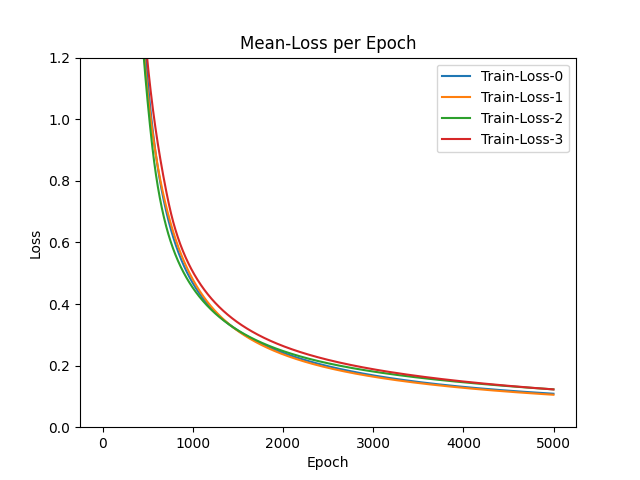 Mean-Loss per Epoch
1.2
1.0
0.8
0.6
0.4
0.2
0.0
Loss
Train-Loss-0
Train-Loss-1
Train-Loss-2
Train-Loss-3
0
1000
2000
3000
4000
5000
Epoch